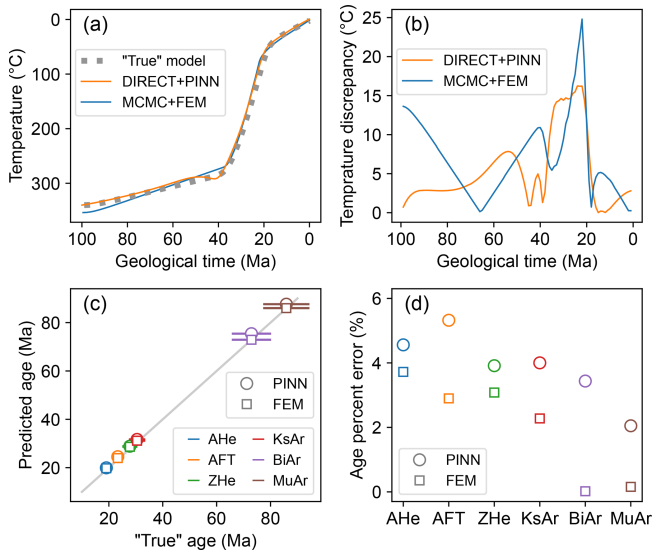 (a)
0
100
200
300
Temperature (°C)
"True" model
DIRECT+PINN
MCMC+FEM
100
80
60
40
20
0
Geological time (Ma)
(b)
25
20
15
10
5
0
Temprature discrepancy (°C)
DIRECT+PINN
MCMC+FEM
100
80
60
40
20
0
Geological time (Ma)
(c)
80
60
40
20
Predicted age (Ma)
PINN
FEM
AHe
AFT
ZHe
KsAr
BiAr
MuAr
20
40
60
80
"True" age (Ma)
(d)
6
4
2
0
Age percent error (%)
PINN
FEM
AHe
AFT
ZHe
KsAr
BiAr
MuAr